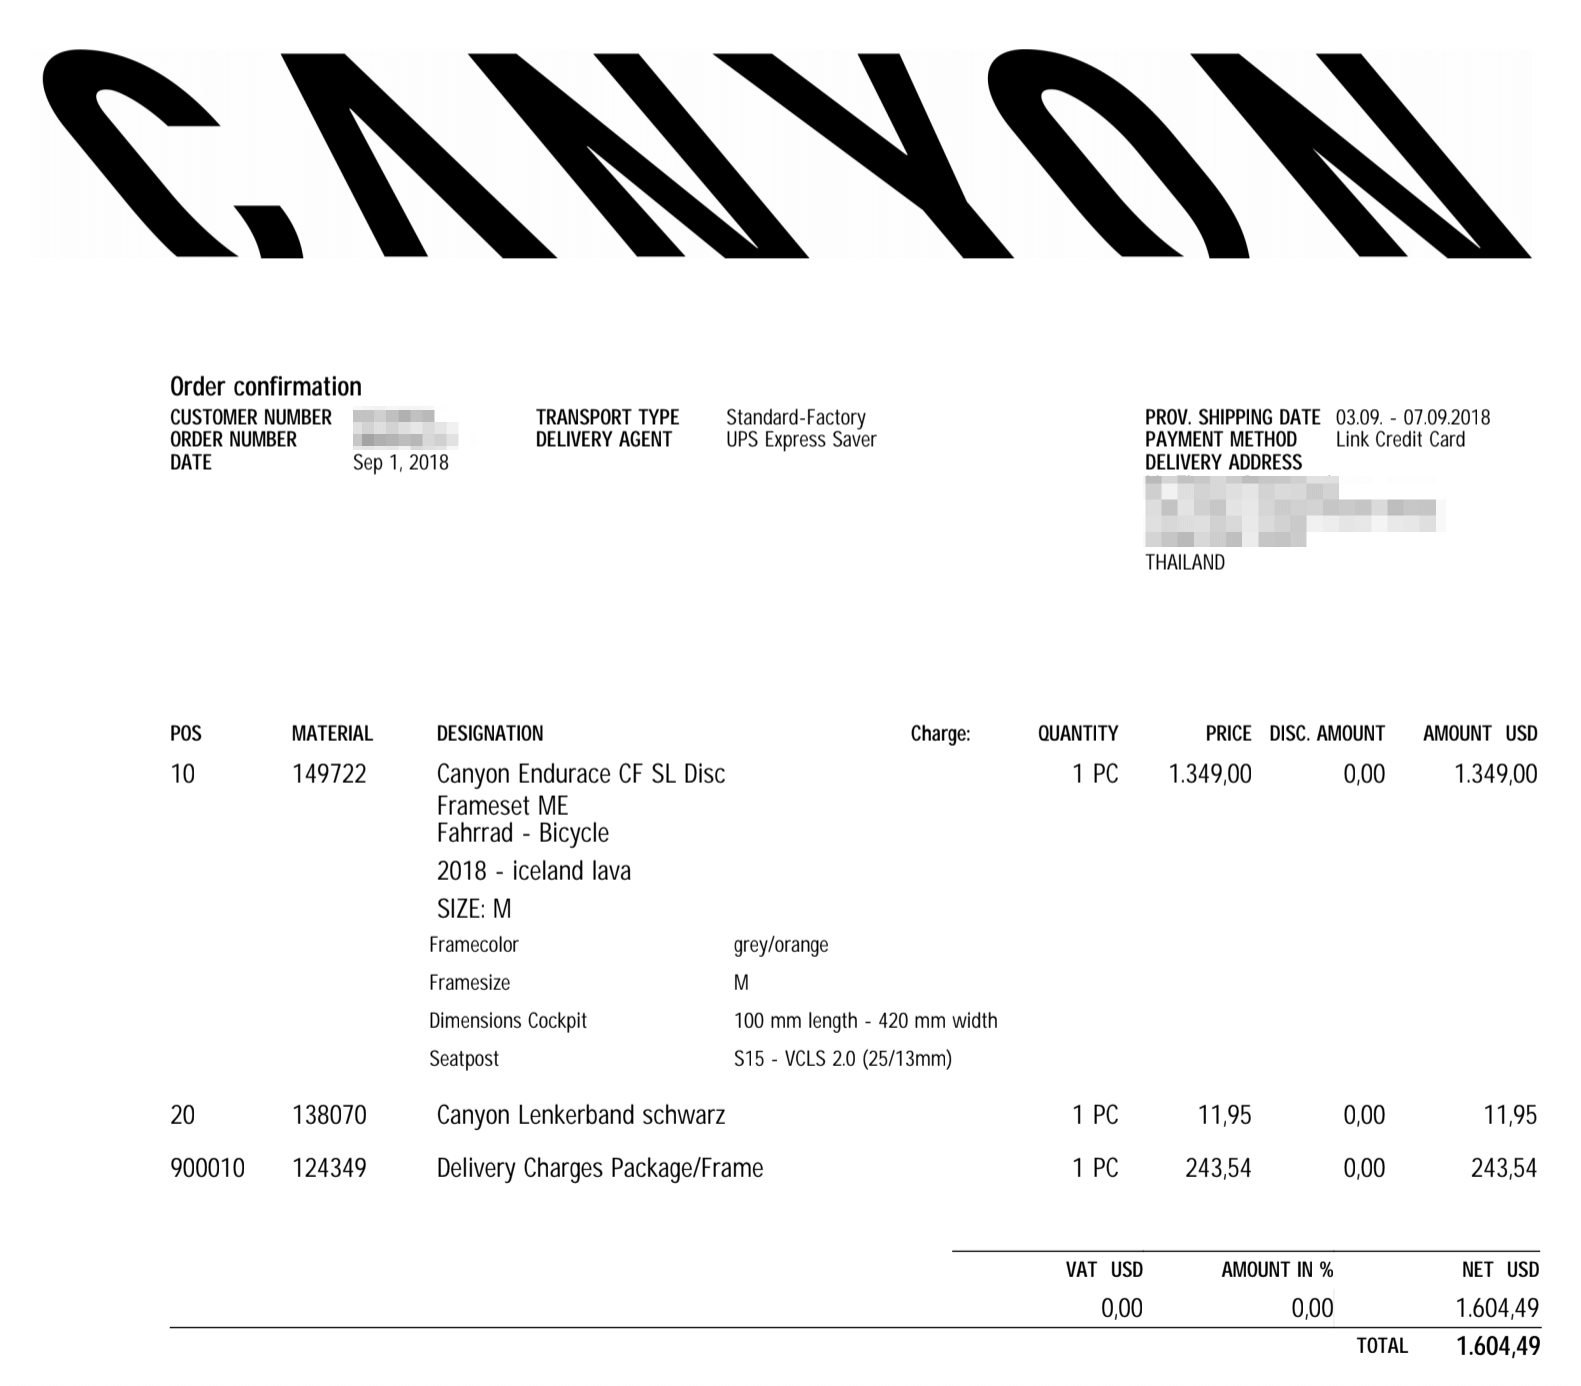 CANYON
Order confirmation
CUSTOMER NUMBER
ORDER NUMBER
DATE Sep 1, 2018
TRANSPORT TYPE Standard-Factory
DELIVERY AGENT UPS Express Saver
PROV. SHIPPING DATE 03.09. - 07.09.2018
PAYMENT METHOD Link Credit Card
DELIVERY ADDRESS
THAILAND
POS MATERIAL DESIGNATION Charge: QUANTITY PRICE DISC. AMOUNT AMOUNT USD
10 149722 Canyon Endurace CF SL Disc 1 PC 1.349,00 0,00 1.349,00
Frameset ME
Fahrrad - Bicycle
2018 - iceland lava
SIZE: M
Framecolor grey/orange
Framesize M
Dimensions Cockpit 100 mm length - 420 mm width
Seatpost S15 - VCLS 2.0 (25/13mm)
20 138070 Canyon Lenkerband schwarz 1 PC 11,95 0,00 11,95
900010 124349 Delivery Charges Package/Frame 1 PC 243,54 0,00 243,54
VAT USD AMOUNT IN % NET USD
0,00 0,00 1.604,49
TOTAL 1.604,49